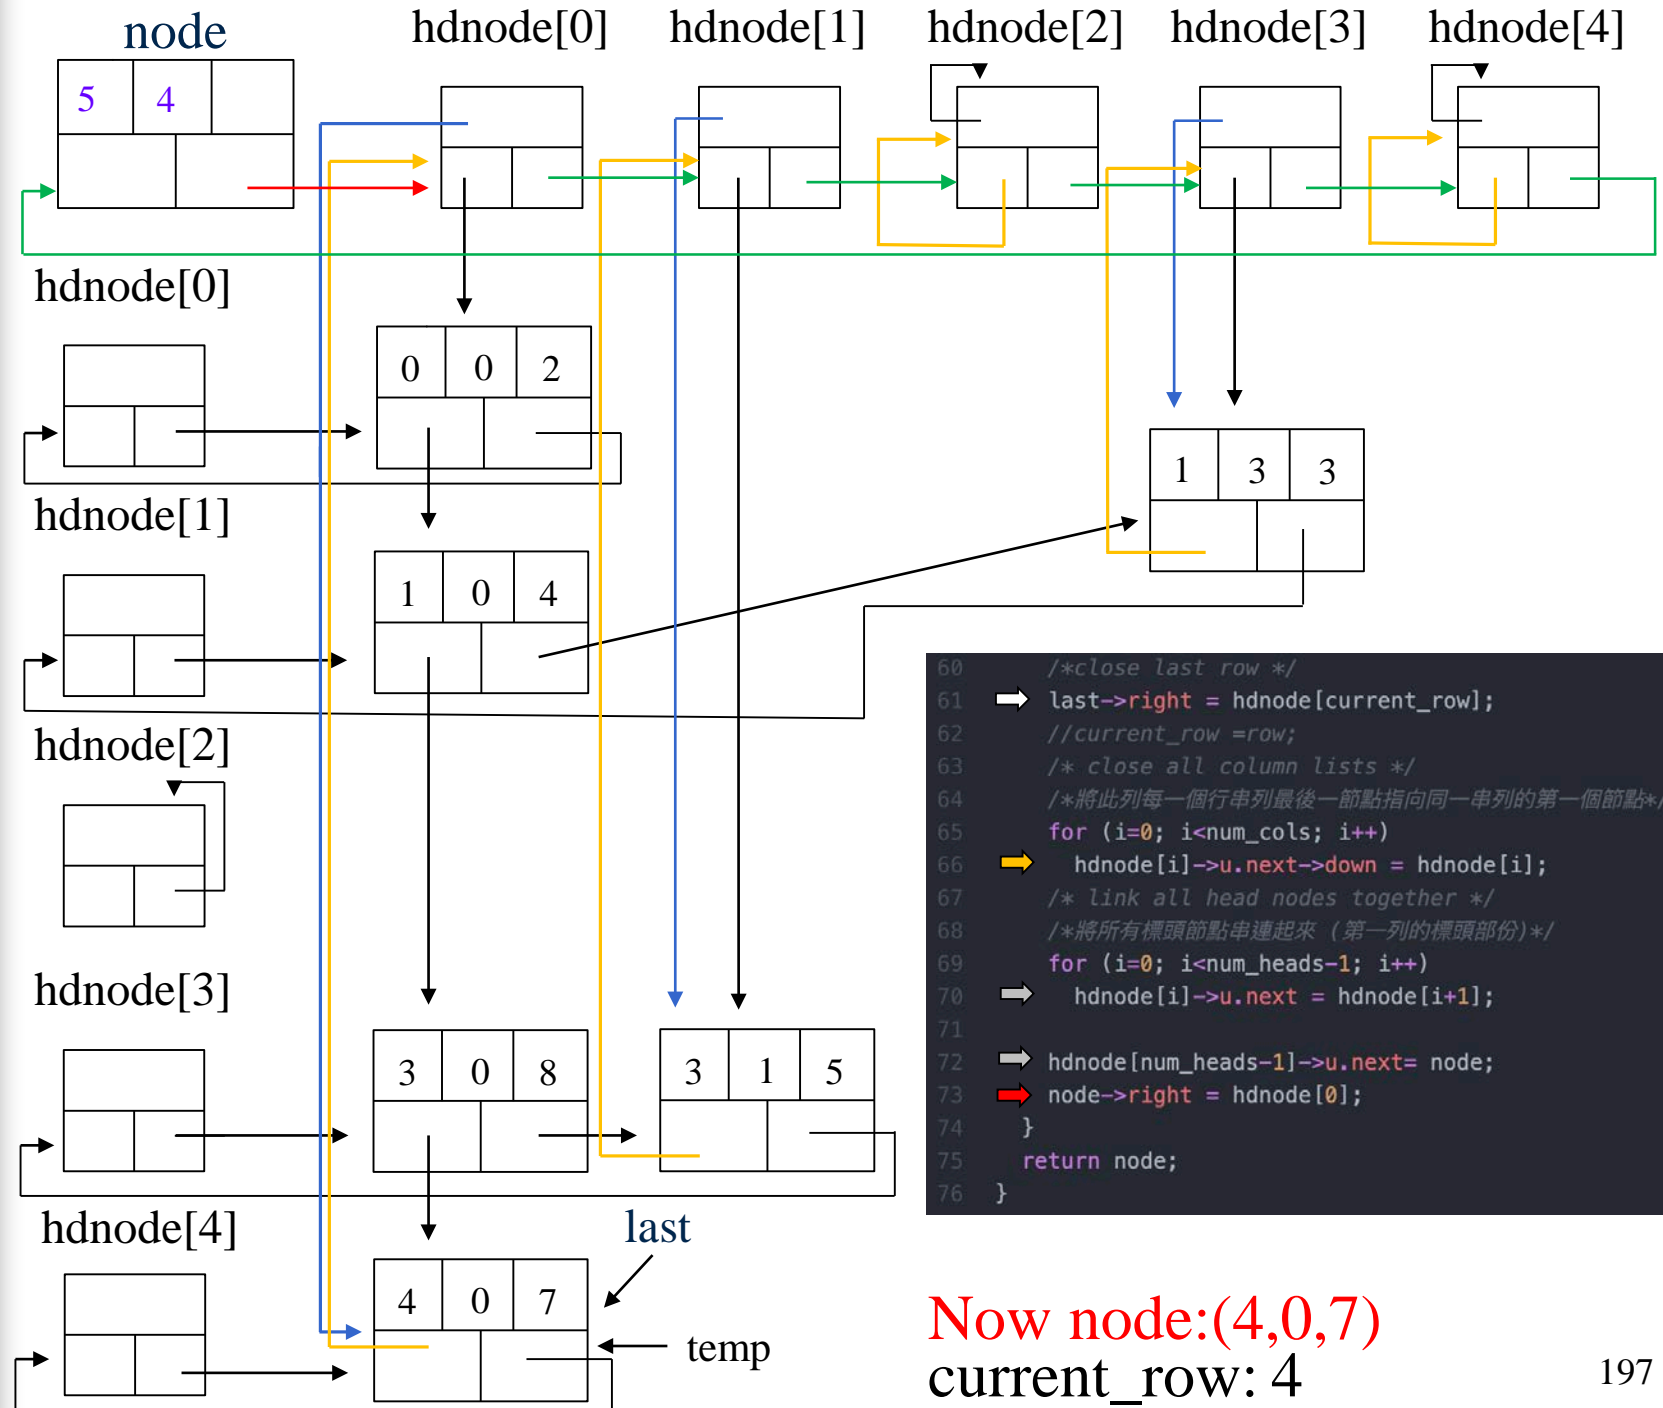 node hdnode[0] hdnode[1] hdnode[2] hdnode[3] hdnode[4]
5 4
hdnode[0]
0 0 2
1 3 3
hdnode[1]
1 0 4
hdnode[2]
hdnode[3]
3 0 8
3 1 5
hdnode[4]
last
4 0 7
temp
60 /*close last row */
61 last->right = hdnode[current_row];
62 //current_row =row;
63 /* close all column lists */
64 /*將此列每一個行串列最後一節點指向同一串列的第一個節點*/
65 for (i=0; i<num_cols; i++)
66 hdnode[i]->u.next->down = hdnode[i];
67 /* link all head nodes together */
68 /*將所有標頭節點串連起來 (第一列的標頭部份)*/
69 for (i=0; i<num_heads-1; i++)
70 hdnode[i]->u.next = hdnode[i+1];
71
72 hdnode[num_heads-1]->u.next= node;
73 node->right = hdnode[0];
74 }
75 return node;
76 }
Now node:(4,0,7)
current_row: 4
197